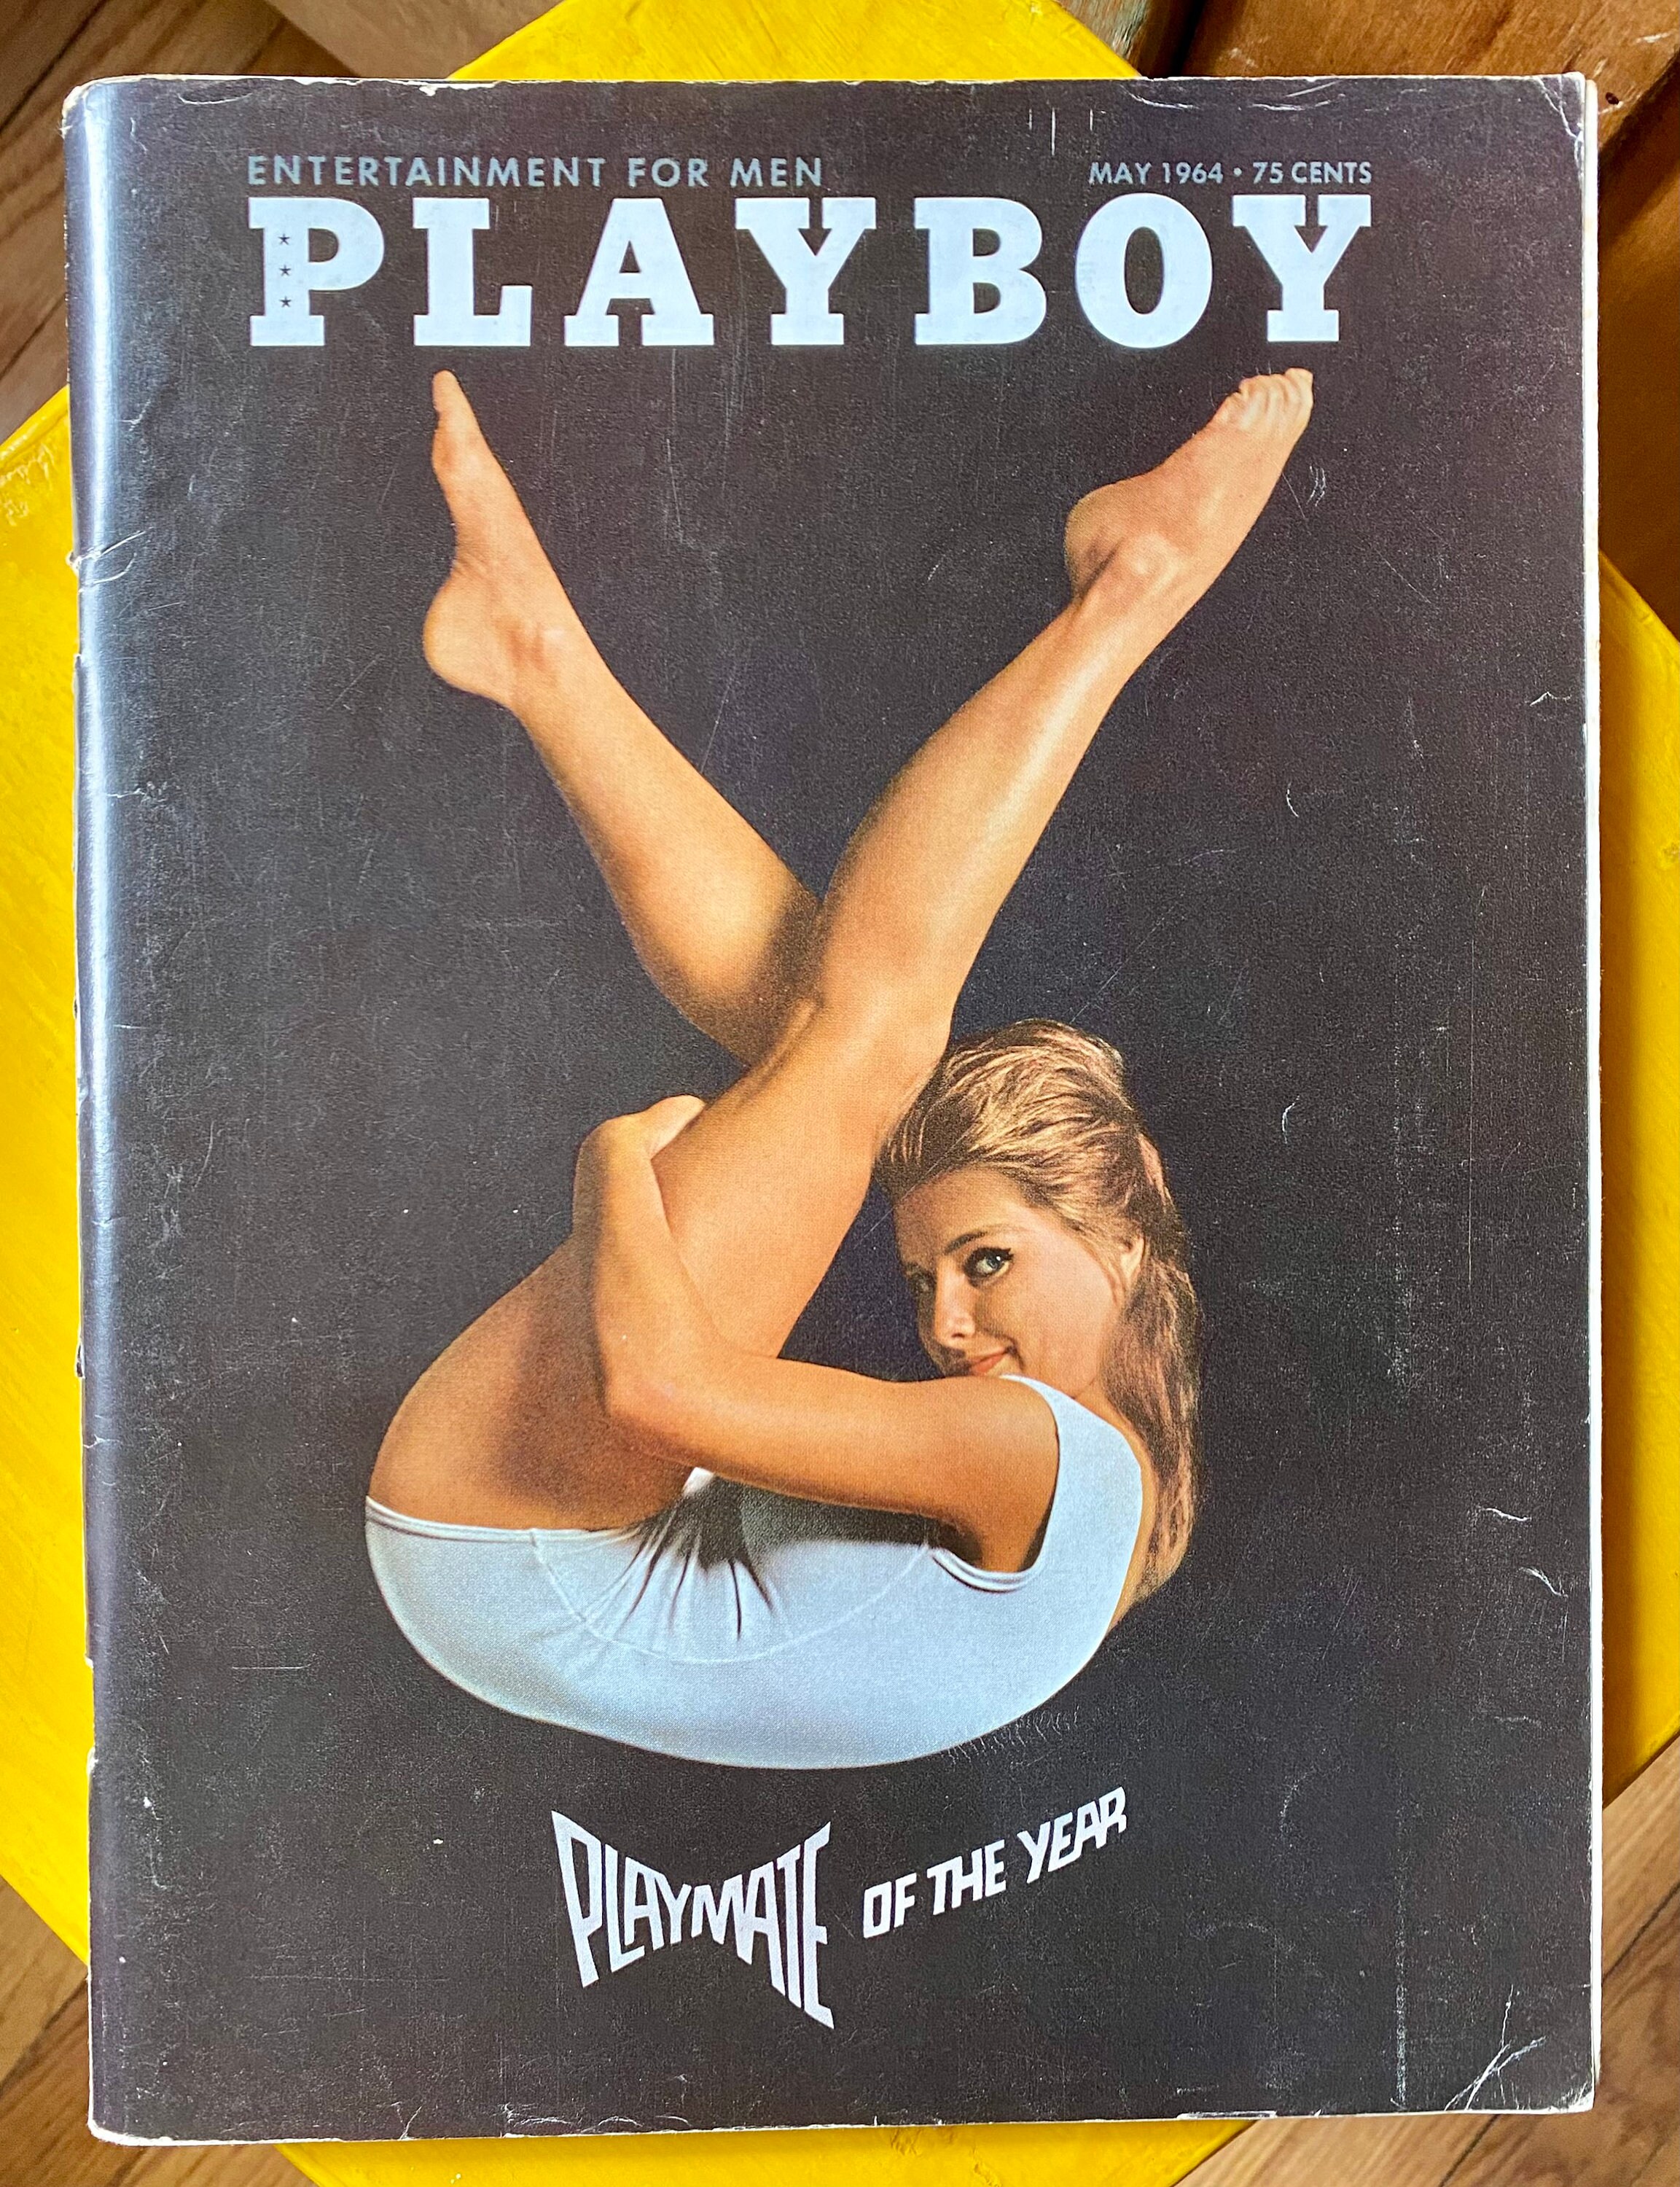 ENTERTAINMENT FOR MEN
MAY 1964 • 75 CENTS
PLAYBOY
PLAYMATE OF THE YEAR